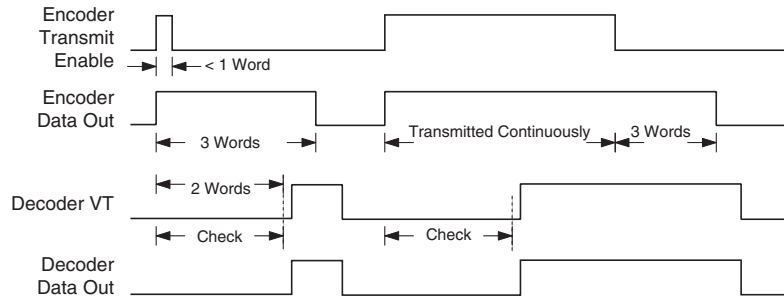 Encoder
Transmit
Enable
< 1 Word
Encoder
Data Out
3 Words
Transmitted Continuously
3 Words
2 Words
Decoder VT
Check
Check
Decoder
Data Out